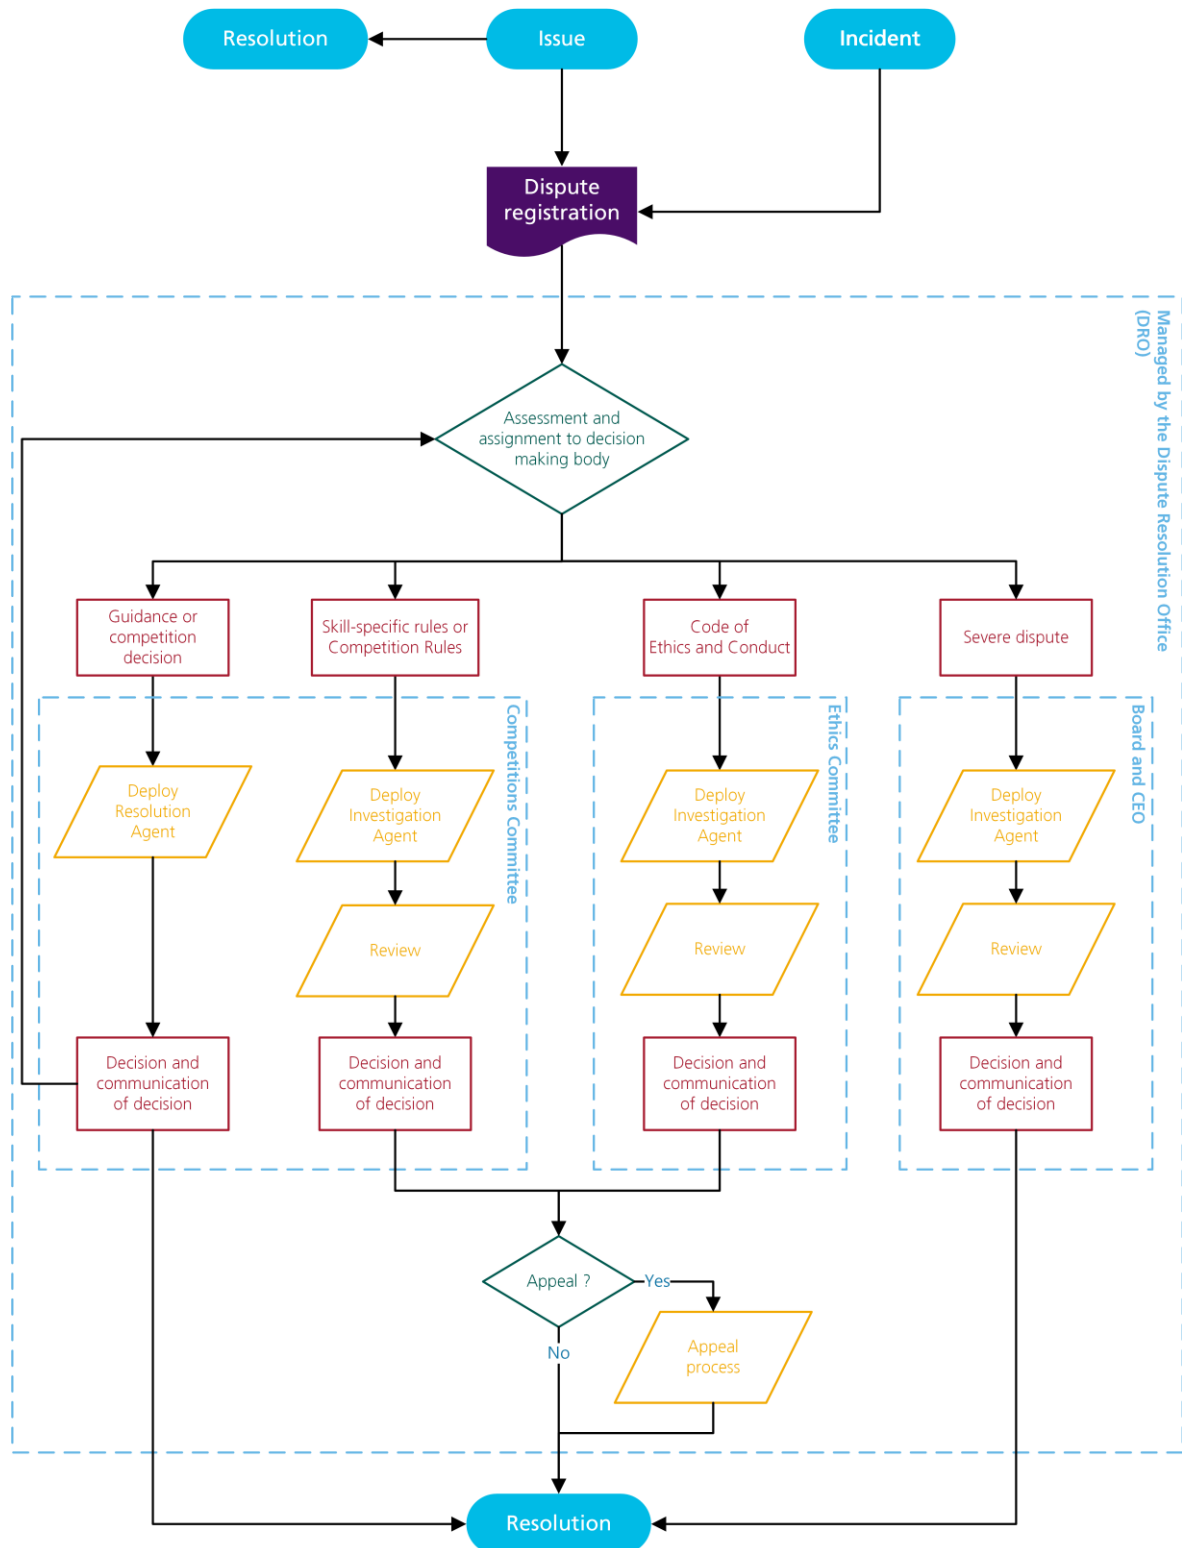 Resolution
Issue
Incident
Dispute
registration
Managed by the Dispute Resolution Office
(DRO)
Assessment and
assignment to decision
making body
Guidance or
competition
decision
Skill-specific rules or
Competition Rules
Code of
Ethics and Conduct
Severe dispute
Competitions Committee
Ethics Committee
Board and CEO
Deploy
Resolution
Agent
Deploy
Investigation
Agent
Deploy
Investigation
Agent
Deploy
Investigation
Agent
Review
Review
Review
Decision and
communication
of decision
Decision and
communication
of decision
Decision and
communication
of decision
Decision and
communication
of decision
Appeal ?
Yes
No
Appeal
process
Resolution